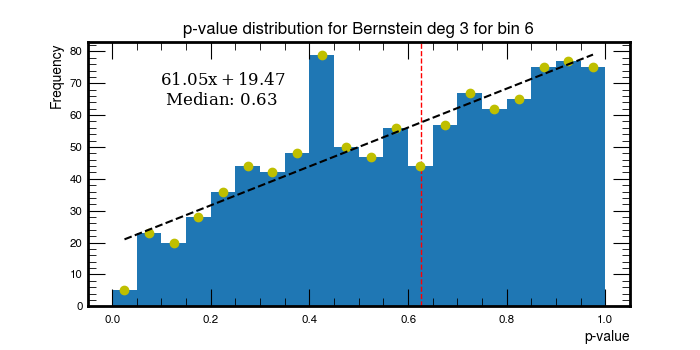 p-value distribution for Bernstein deg 3 for bin 6
Frequency
80
70
60
50
40
30
20
10
0
61.05x + 19.47
Median: 0.63
0.0 0.2 0.4 0.6 0.8 1.0
p-value